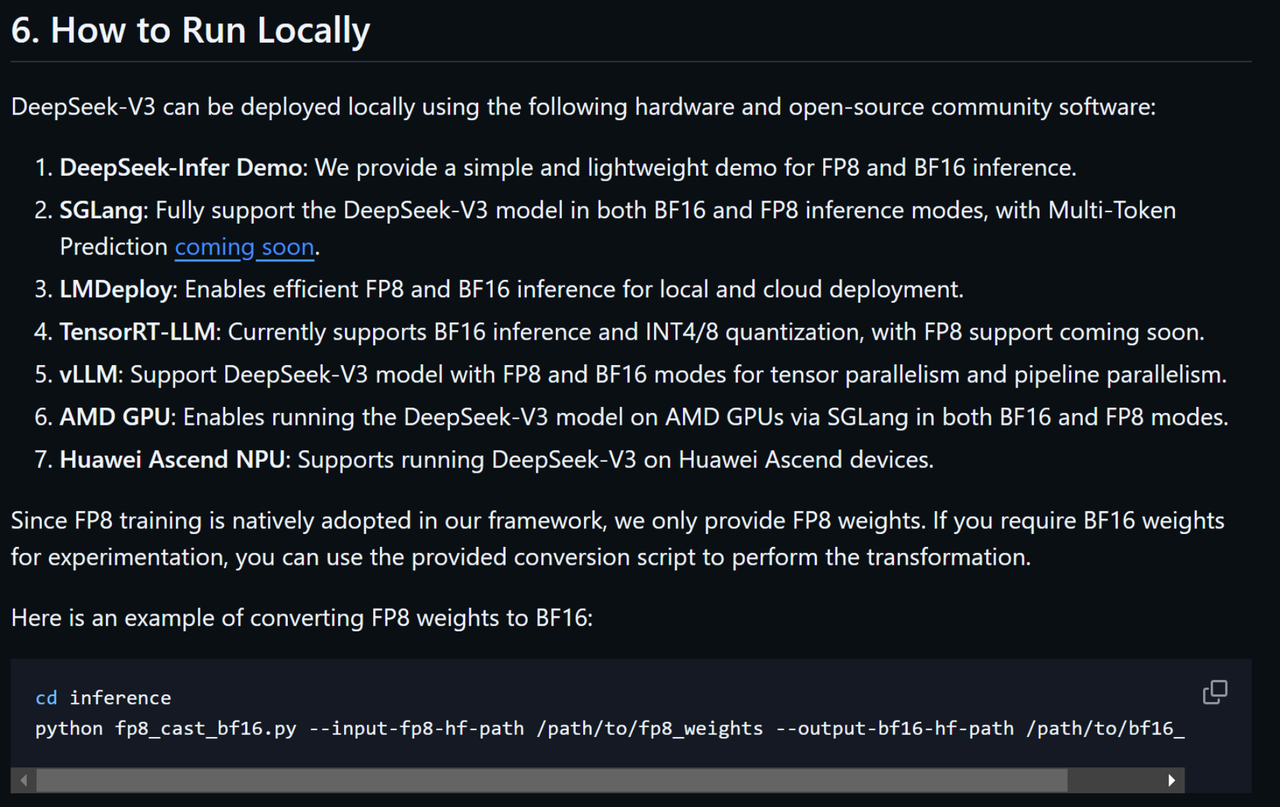 6. How to Run Locally
DeepSeek-V3 can be deployed locally using the following hardware and open-source community software:
1. DeepSeek-Infer Demo: We provide a simple and lightweight demo for FP8 and BF16 inference.
2. SGLang: Fully support the DeepSeek-V3 model in both BF16 and FP8 inference modes, with Multi-Token
Prediction coming soon.
3. LMDeploy: Enables efficient FP8 and BF16 inference for local and cloud deployment.
4. TensorRT-LLM: Currently supports BF16 inference and INT4/8 quantization, with FP8 support coming soon.
5. vLLM: Support DeepSeek-V3 model with FP8 and BF16 modes for tensor parallelism and pipeline parallelism.
6. AMD GPU: Enables running the DeepSeek-V3 model on AMD GPUs via SGLang in both BF16 and FP8 modes.
7. Huawei Ascend NPU: Supports running DeepSeek-V3 on Huawei Ascend devices.
Since FP8 training is natively adopted in our framework, we only provide FP8 weights. If you require BF16 weights
for experimentation, you can use the provided conversion script to perform the transformation.
Here is an example of converting FP8 weights to BF16:
cd inference
python fp8_cast_bf16.py --input-fp8-hf-path /path/to/fp8_weights --output-bf16-hf-path /path/to/bf16_